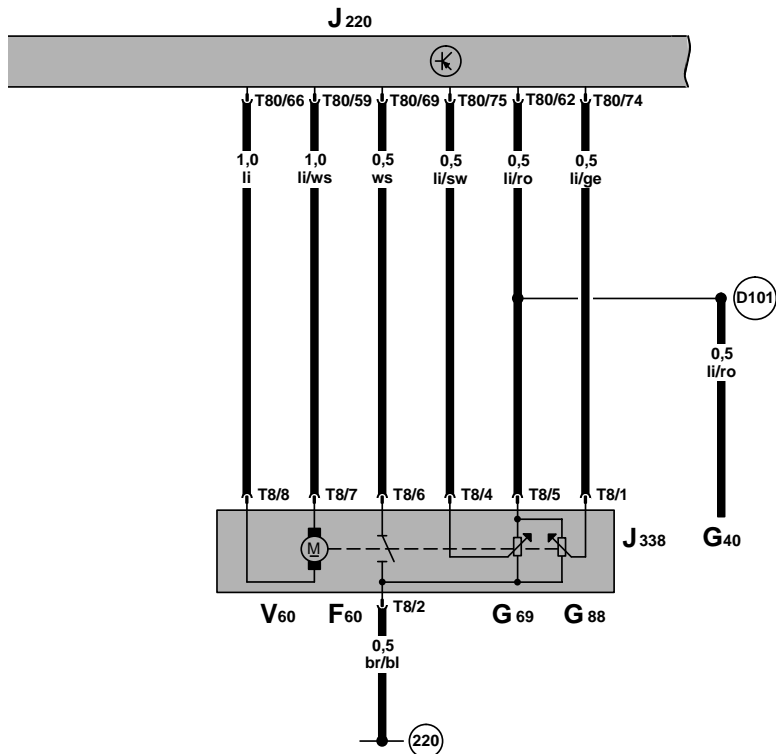 J 220
T80/66 T80/59 T80/69 T80/75 T80/62 T80/74
1,0 1,0 0,5 0,5 0,5 0,5
li li/ws ws li/sw li/ro li/ge
D101
0,5
li/ro
T8/8 T8/7 T8/6 T8/4 T8/5 T8/1
M
J 338 G40
V60 F60 T8/2 G 69 G 88
0,5
br/bl
220